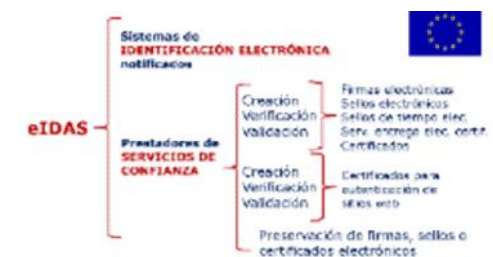 Sistemas de
IDENTIFICACIÓN ELECTRÓNICA
notificados
eIDAS
Prestadores de
SERVICIOS DE
CONFIANZA
Creación
Verificación
Validación
Firmas electrónicas
Sellos electrónicos
Sellos de tiempo elec.
Serv. entrega elec. certif.
Certificados
Creación
Verificación
Validación
Certificados para
autenticación de
sitios web
Preservación de firmas, sellos o
certificados electrónicos